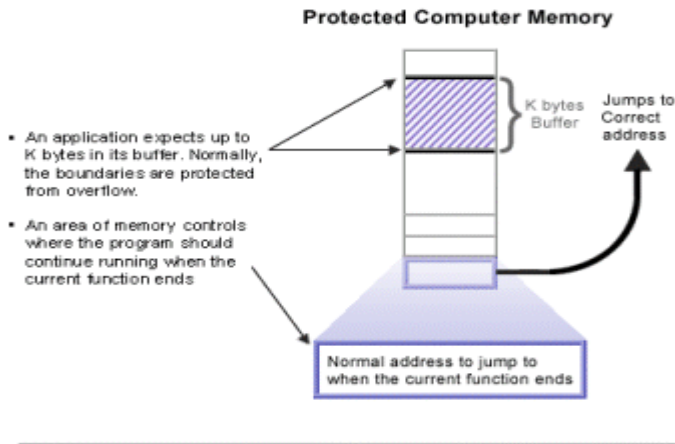 Protected Computer Memory
K bytes
Buffer
Jumps to
Correct
address
▪ An application expects up to
K bytes in its buffer. Normally,
the boundaries are protected
from overflow.
▪ An area of memory controls
where the program should
continue running when the
current function ends
Normal address to jump to
when the current function ends